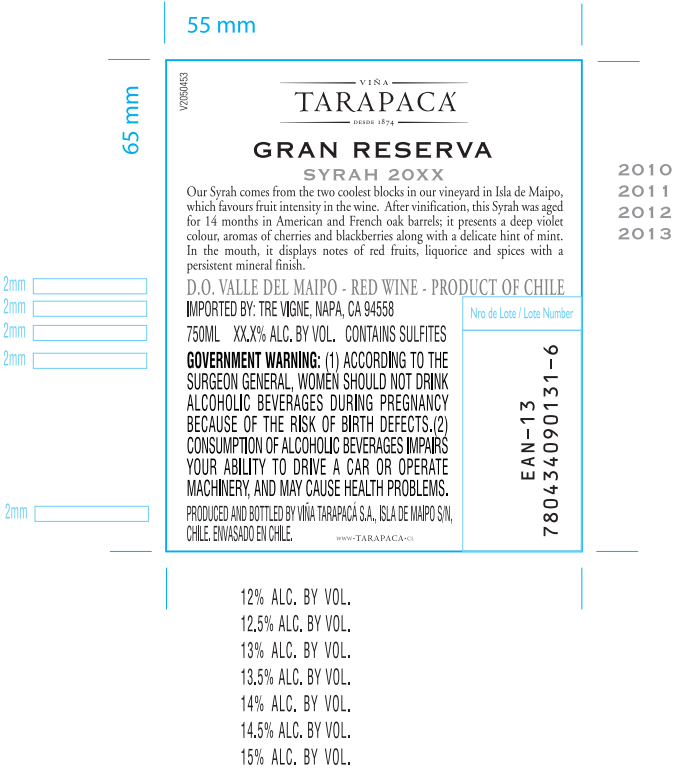 55 mm
65 mm
V2050453
VIÑA
TARAPACÁ
DESDE 1874
GRAN RESERVA
SYRAH 20XX
Our Syrah comes from the two coolest blocks in our vineyard in Isla de Maipo,
which favours fruit intensity in the wine. After vinification, this Syrah was aged
for 14 months in American and French oak barrels; it presents a deep violet
colour, aromas of cherries and blackberries along with a delicate hint of mint.
In the mouth, it displays notes of red fruits, liquorice and spices with a
persistent mineral finish.
D.O. VALLE DEL MAIPO - RED WINE - PRODUCT OF CHILE
IMPORTED BY: TRE VIGNE, NAPA, CA 94558
750ML XX.X% ALC. BY VOL. CONTAINS SULFITES
GOVERNMENT WARNING: (1) ACCORDING TO THE
SURGEON GENERAL, WOMEN SHOULD NOT DRINK
ALCOHOLIC BEVERAGES DURING PREGNANCY
BECAUSE OF THE RISK OF BIRTH DEFECTS.(2)
CONSUMPTION OF ALCOHOLIC BEVERAGES IMPAIRS
YOUR ABILITY TO DRIVE A CAR OR OPERATE
MACHINERY, AND MAY CAUSE HEALTH PROBLEMS.
PRODUCED AND BOTTLED BY VIÑA TARAPACÁ S.A., ISLA DE MAIPO S/N,
CHILE. ENVASADO EN CHILE.
WWW•TARAPACA•CL
Nro de Lote / Lote Number
EAN-13
780434090131-6
2010
2011
2012
2013
2mm
2mm
2mm
2mm
2mm
12% ALC. BY VOL.
12.5% ALC. BY VOL.
13% ALC. BY VOL.
13.5% ALC. BY VOL.
14% ALC. BY VOL.
14.5% ALC. BY VOL.
15% ALC. BY VOL.